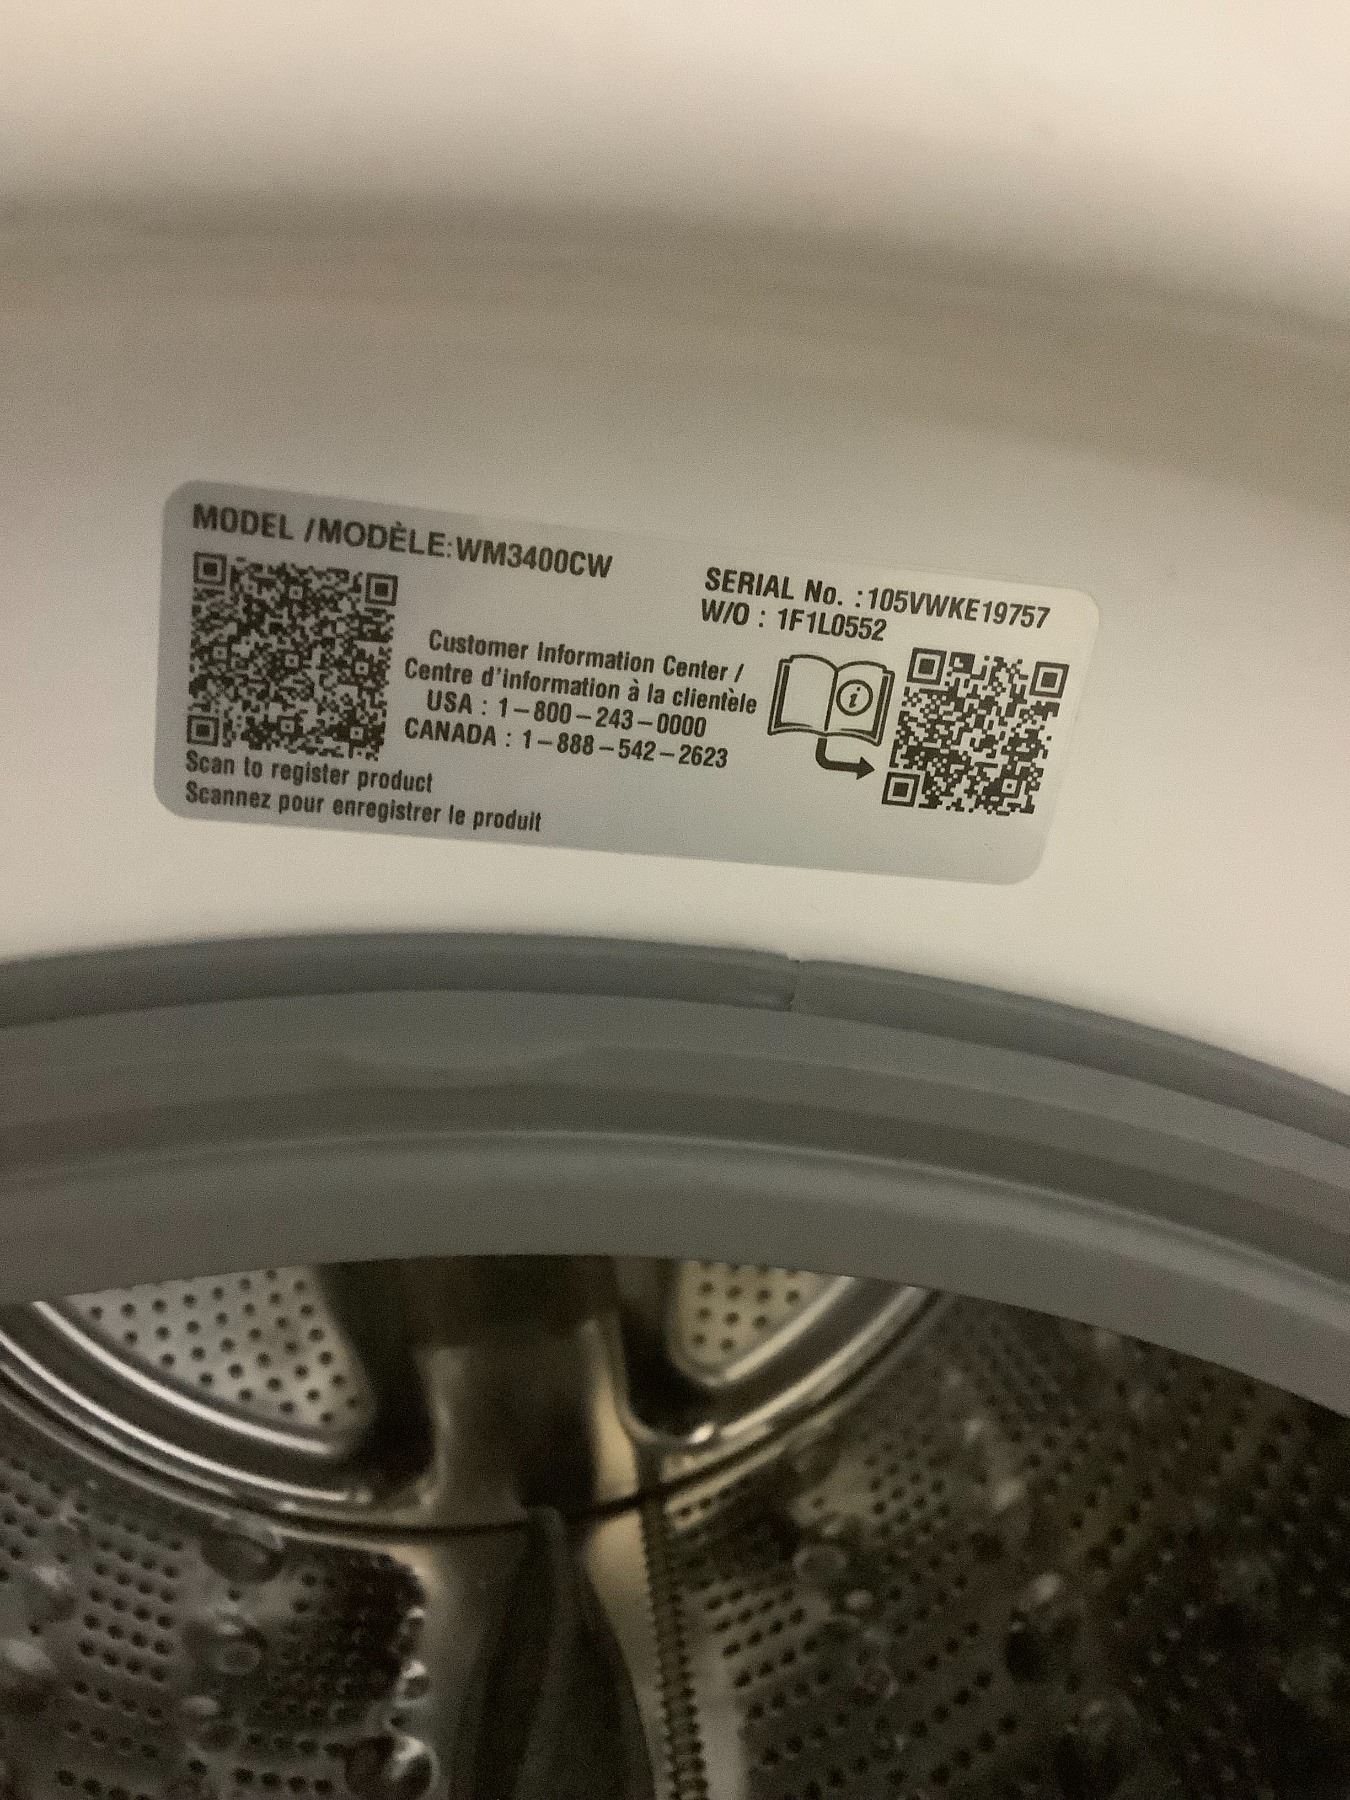 MODEL /MODÈLE:WM3400CW
SERIAL No. :105VWKE19757
W/O : 1F1L0552
Customer Information Center /
Centre d'information à la clientèle
USA : 1-800-243-0000
CANADA : 1-888-542-2623
i
Scan to register product
Scannez pour enregistrer le produit